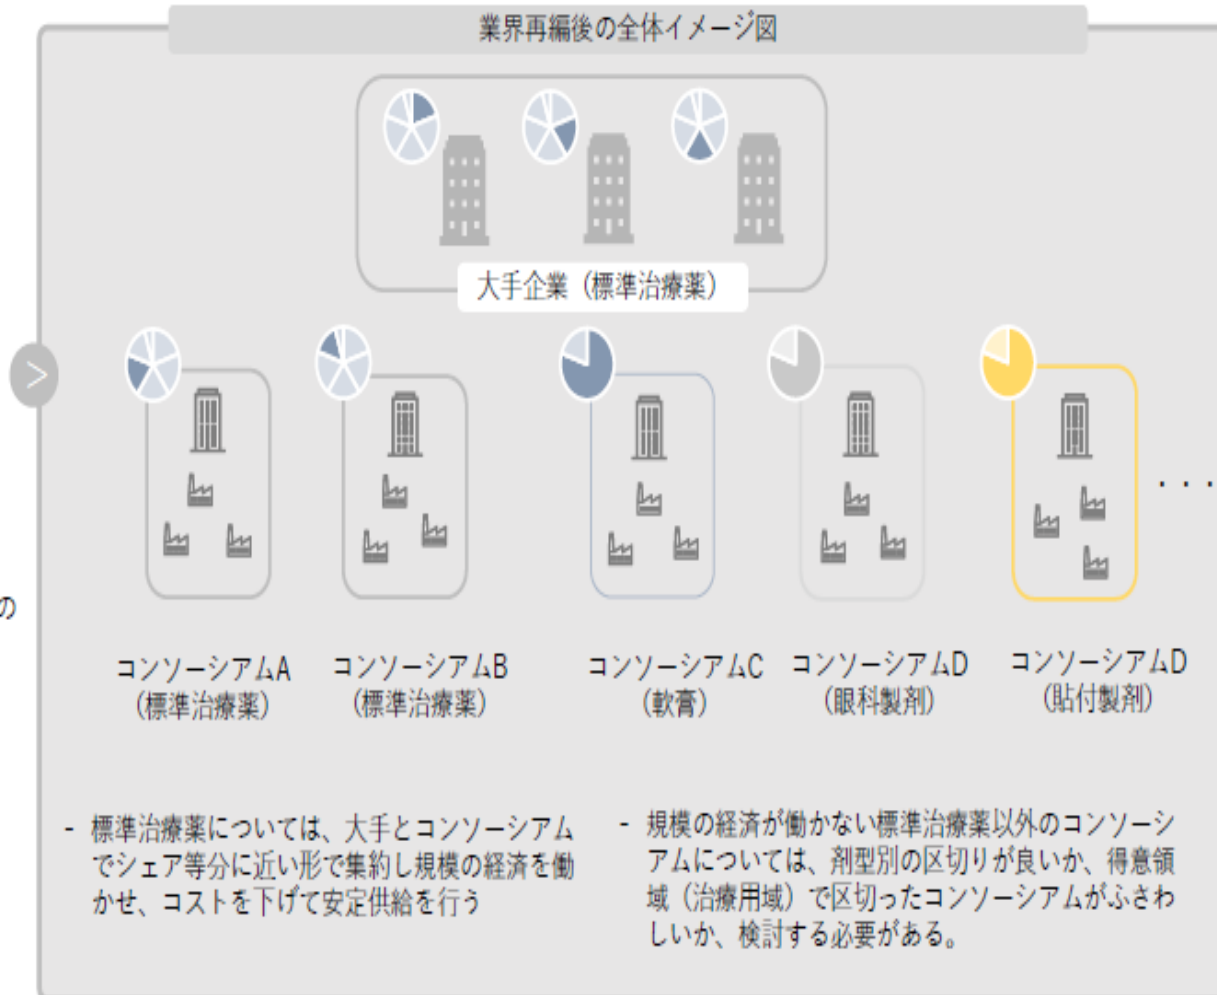 業界再編後の全体イメージ図
大手企業（標準治療薬）
>
の
コンソーシアムA
（標準治療薬）
コンソーシアムB
（標準治療薬）
コンソーシアムC
（軟膏）
コンソーシアムD
（眼科製剤）
コンソーシアムD
（貼付製剤）
・・・
- 標準治療薬については、大手とコンソーシアム
でシェア等分に近い形で集約し規模の経済を働
かせ、コストを下げて安定供給を行う
- 規模の経済が働かない標準治療薬以外のコンソーシ
アムについては、剤型別の区切りが良いか、得意領
域（治療用域）で区切ったコンソーシアムがふさわ
しいか、検討する必要がある。